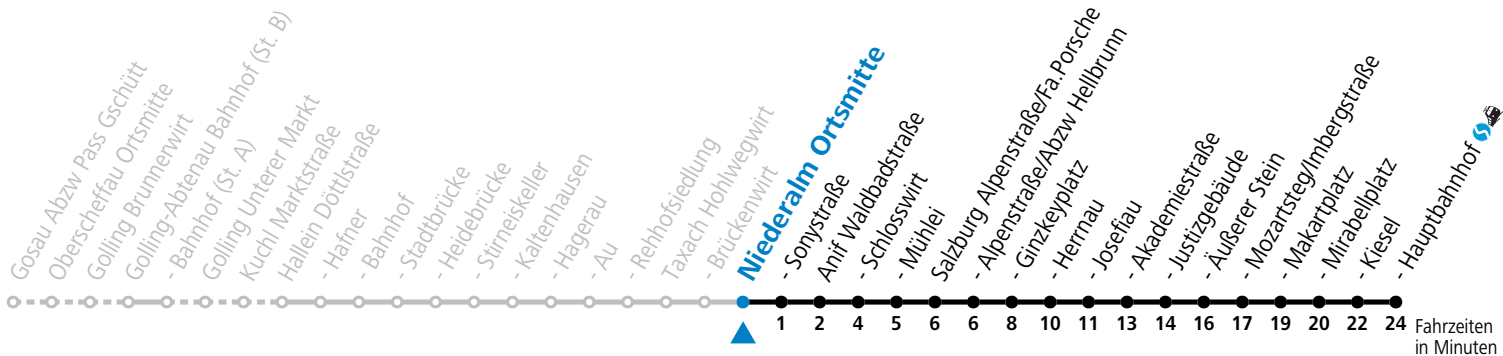 Gosau Abzw Pass Gschütt
Oberscheffau Ortsmitte
Golling Brunnenwirt
Golling-Abtenau Bahnhof (St. B)
- Bahnhof (St. A)
Golling Unterer Markt
Kuchl Marktstraße
Hallein Döttlstraße
- Hafner
- Bahnhof
- Stadtbrücke
- Heidebrücke
- Stirneiskeller
- Kaltenhausen
- Hagerau
- Au
- Rehhofsiedlung
Taxach Hohlwegwirt
- Brückenwirt
Niederalm Ortsmitte
- Sonystraße
Anif Waldbadstraße
- Schlosswirt
- Mühlei
Salzburg Alpenstraße/Fa.Porsche
- Alpenstraße/Abzw Hellbrunn
- Ginzkeyplatz
- Herrnau
- Josefiau
- Akademiestraße
- Justizgebäude
- Äußerer Stein
- Mozartsteg/Imbergstraße
- Makartplatz
- Mirabellplatz
- Kiesel
- Hauptbahnhof
1 2 4 5 6 6 8 10 11 13 14 16 17 19 20 22 24 Fahrzeiten
in Minuten